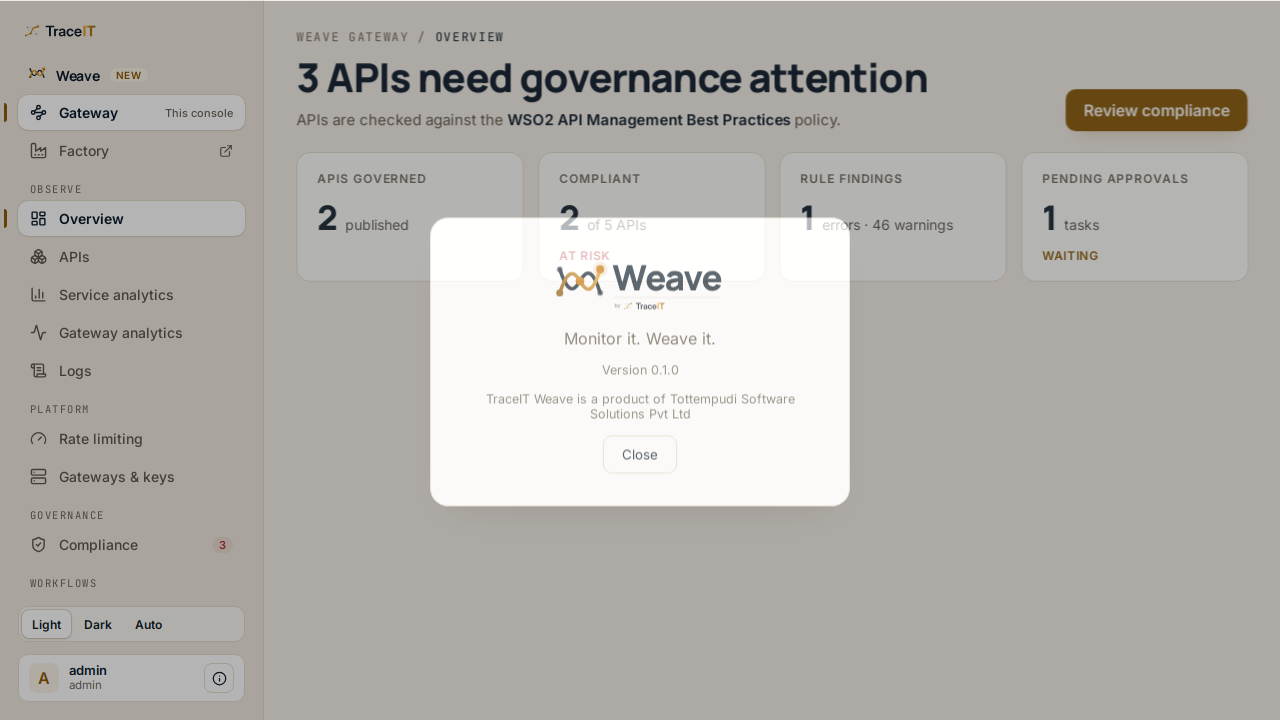 TraceIT
Weave NEW
Gateway This console
Factory
OBSERVE
Overview
APIs
Service analytics
Gateway analytics
Logs
PLATFORM
Rate limiting
Gateways & keys
GOVERNANCE
Compliance 3
WORKFLOWS
Light Dark Auto
A admin
admin
WEAVE GATEWAY / OVERVIEW
3 APIs need governance attention
APIs are checked against the WSO2 API Management Best Practices policy.
Review compliance
APIS GOVERNED
2 published
COMPLIANT
2 of 5 APIs
AT RISK
RULE FINDINGS
1 errors · 46 warnings
PENDING APPROVALS
1 tasks
WAITING
Weave
by TraceIT
Monitor it. Weave it.
Version 0.1.0
TraceIT Weave is a product of Tottempudi Software
Solutions Pvt Ltd
Close